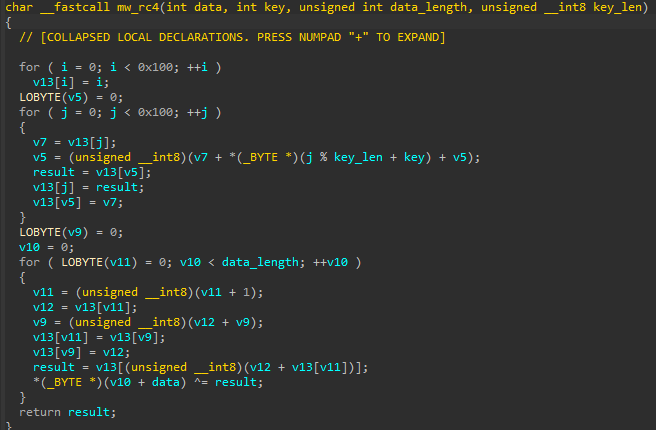 char __fastcall mw_rc4(int data, int key, unsigned int data_length, unsigned __int8 key_len)
{
  // [COLLAPSED LOCAL DECLARATIONS. PRESS NUMPAD "+" TO EXPAND]

  for ( i = 0; i < 0x100; ++i )
    v13[i] = i;
  LOBYTE(v5) = 0;
  for ( j = 0; j < 0x100; ++j )
  {
    v7 = v13[j];
    v5 = (unsigned __int8)(v7 + *(_BYTE *)(j % key_len + key) + v5);
    result = v13[v5];
    v13[j] = result;
    v13[v5] = v7;
  }
  LOBYTE(v9) = 0;
  v10 = 0;
  for ( LOBYTE(v11) = 0; v10 < data_length; ++v10 )
  {
    v11 = (unsigned __int8)(v11 + 1);
    v12 = v13[v11];
    v9 = (unsigned __int8)(v12 + v9);
    v13[v11] = v13[v9];
    v13[v9] = v12;
    result = v13[(unsigned __int8)(v12 + v13[v11])];
    *(_BYTE *)(v10 + data) ^= result;
  }
  return result;
}